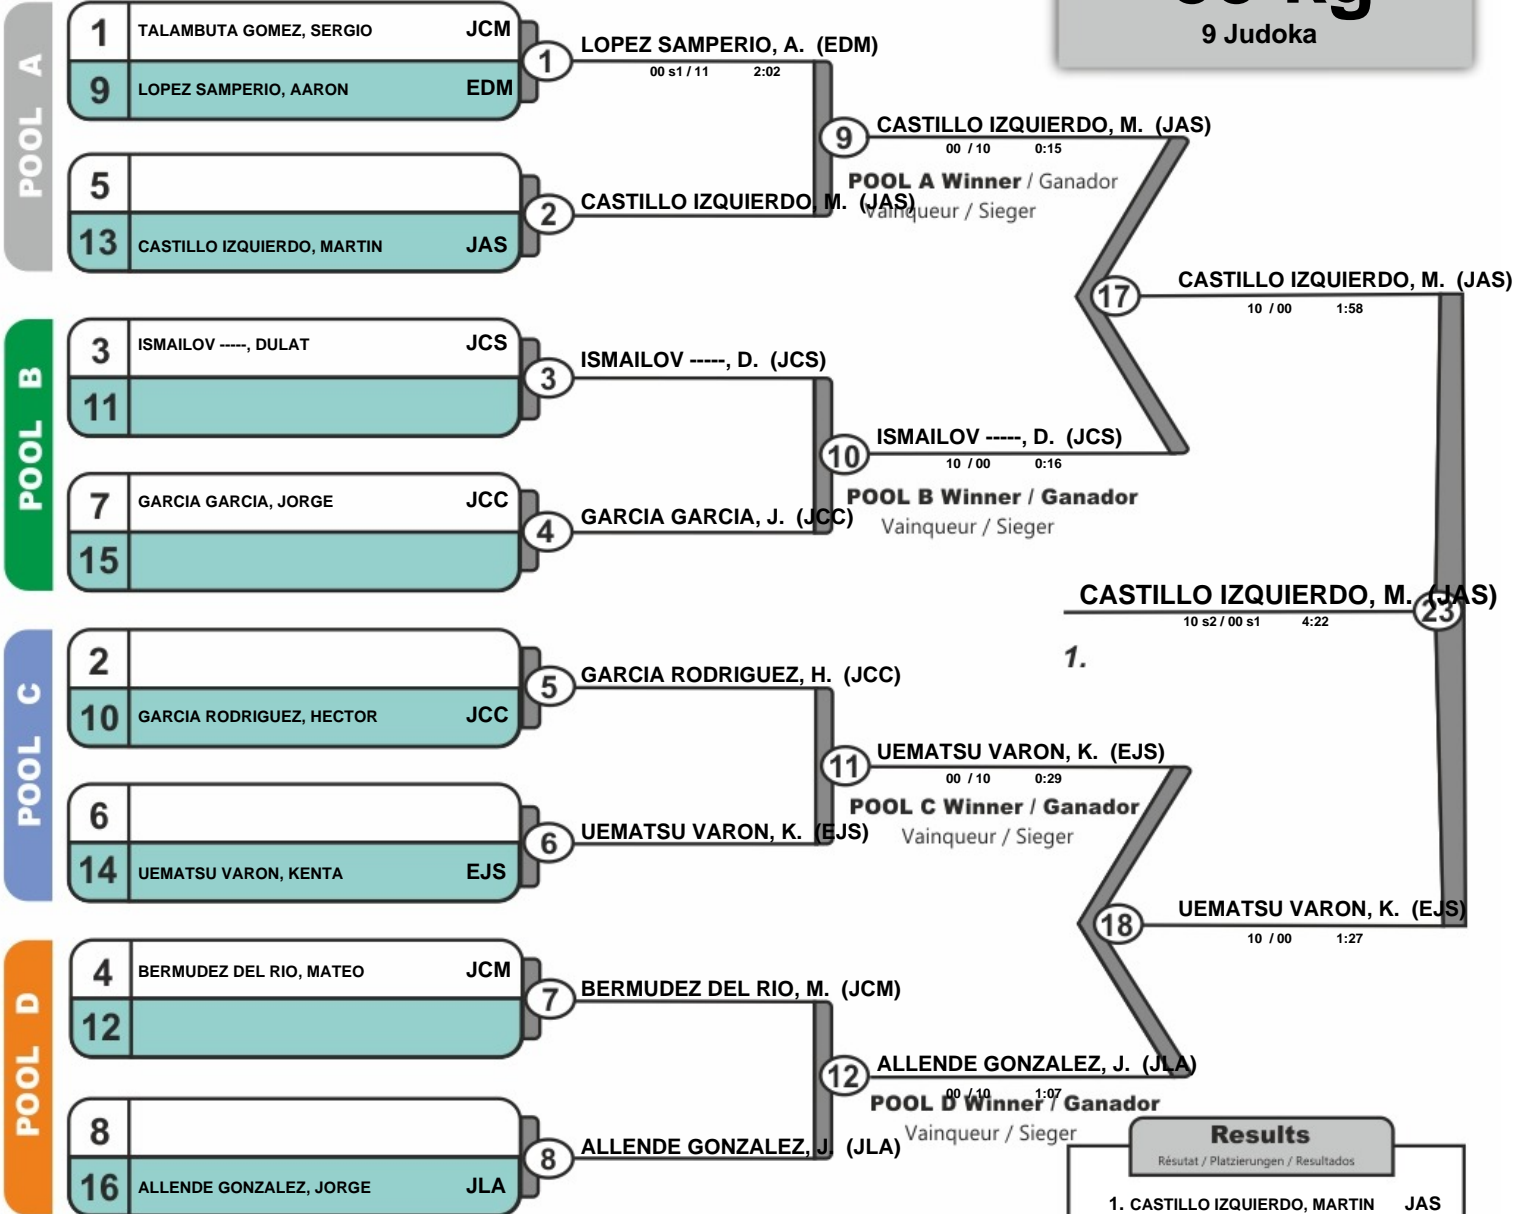 9 Judoka
POOL A
1 TALAMBUTA GOMEZ, SERGIO JCM
9 LOPEZ SAMPERIO, AARON EDM
5
13 CASTILLO IZQUIERDO, MARTIN JAS
POOL B
3 ISMAILOV -----, DULAT JCS
11
7 GARCIA GARCIA, JORGE JCC
15
POOL C
2
10 GARCIA RODRIGUEZ, HECTOR JCC
6
14 UEMATSU VARON, KENTA EJS
POOL D
4 BERMUDEZ DEL RIO, MATEO JCM
12
8
16 ALLENDE GONZALEZ, JORGE JLA
1 LOPEZ SAMPERIO, A. (EDM)
00 s1 / 11 2:02
2 CASTILLO IZQUIERDO, M. (JAS)
3 ISMAILOV -----, D. (JCS)
4 GARCIA GARCIA, J. (JCC)
5 GARCIA RODRIGUEZ, H. (JCC)
6 UEMATSU VARON, K. (EJS)
7 BERMUDEZ DEL RIO, M. (JCM)
8 ALLENDE GONZALEZ, J. (JLA)
9 CASTILLO IZQUIERDO, M. (JAS)
00 / 10 0:15
POOL A Winner / Ganador
Vainqueur / Sieger
10 ISMAILOV -----, D. (JCS)
10 / 00 0:16
POOL B Winner / Ganador
Vainqueur / Sieger
11 UEMATSU VARON, K. (EJS)
00 / 10 0:29
POOL C Winner / Ganador
Vainqueur / Sieger
12 ALLENDE GONZALEZ, J. (JLA)
00 / 10 1:07
POOL D Winner / Ganador
Vainqueur / Sieger
17 CASTILLO IZQUIERDO, M. (JAS)
10 / 00 1:58
18 UEMATSU VARON, K. (EJS)
10 / 00 1:27
CASTILLO IZQUIERDO, M. (JAS) 23
10 s2 / 00 s1 4:22
1.
Results
Résutat / Platzierungen / Resultados
1. CASTILLO IZQUIERDO, MARTIN JAS